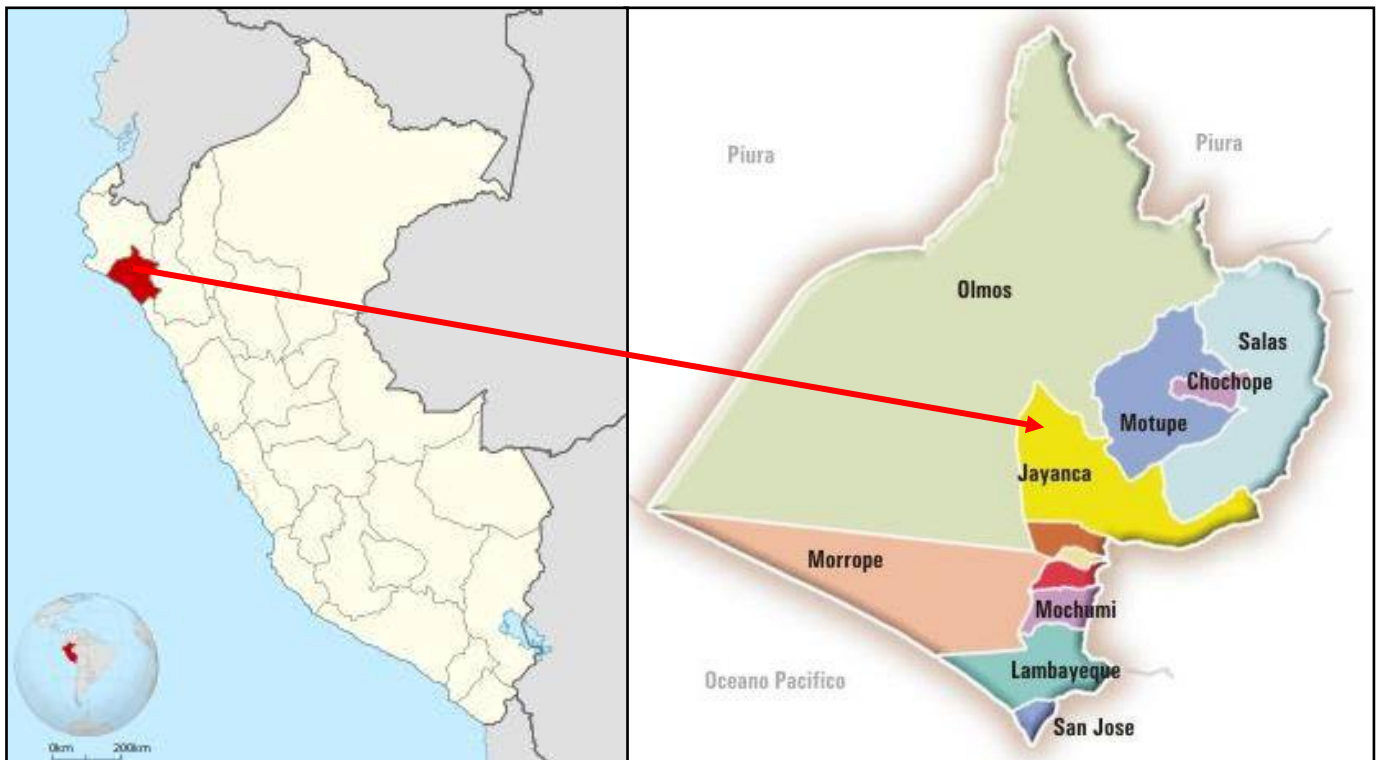 0km 200km
Piura
Piura
Olmos
Salas
Chochope
Motupe
Jayanca
Morrope
Mochumi
Lambayeque
Oceano Pacifico
San Jose